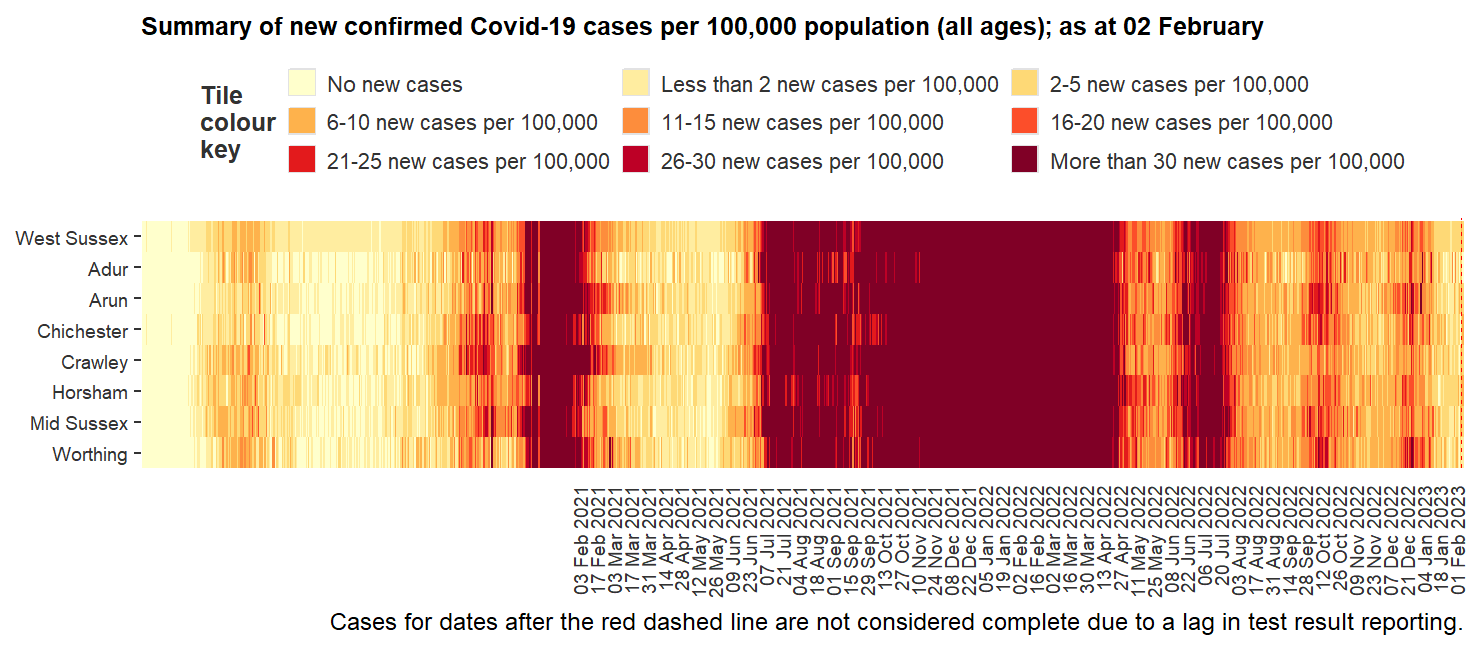 Summary of new confirmed Covid-19 cases per 100,000 population (all ages); as at 02 February
Tile
colour
key
No new cases
Less than 2 new cases per 100,000
2-5 new cases per 100,000
6-10 new cases per 100,000
11-15 new cases per 100,000
16-20 new cases per 100,000
21-25 new cases per 100,000
26-30 new cases per 100,000
More than 30 new cases per 100,000
West Sussex
Adur
Arun
Chichester
Crawley
Horsham
Mid Sussex
Worthing
03 Feb 2021
17 Feb 2021
03 Mar 2021
17 Mar 2021
31 Mar 2021
14 Apr 2021
28 Apr 2021
12 May 2021
26 May 2021
09 Jun 2021
23 Jun 2021
07 Jul 2021
21 Jul 2021
04 Aug 2021
18 Aug 2021
01 Sep 2021
15 Sep 2021
29 Sep 2021
13 Oct 2021
27 Oct 2021
10 Nov 2021
24 Nov 2021
08 Dec 2021
22 Dec 2021
05 Jan 2022
19 Jan 2022
02 Feb 2022
16 Feb 2022
02 Mar 2022
16 Mar 2022
30 Mar 2022
13 Apr 2022
27 Apr 2022
11 May 2022
25 May 2022
08 Jun 2022
22 Jun 2022
06 Jul 2022
20 Jul 2022
03 Aug 2022
17 Aug 2022
31 Aug 2022
14 Sep 2022
28 Sep 2022
12 Oct 2022
26 Oct 2022
09 Nov 2022
23 Nov 2022
07 Dec 2022
21 Dec 2022
04 Jan 2023
18 Jan 2023
01 Feb 2023
Cases for dates after the red dashed line are not considered complete due to a lag in test result reporting.